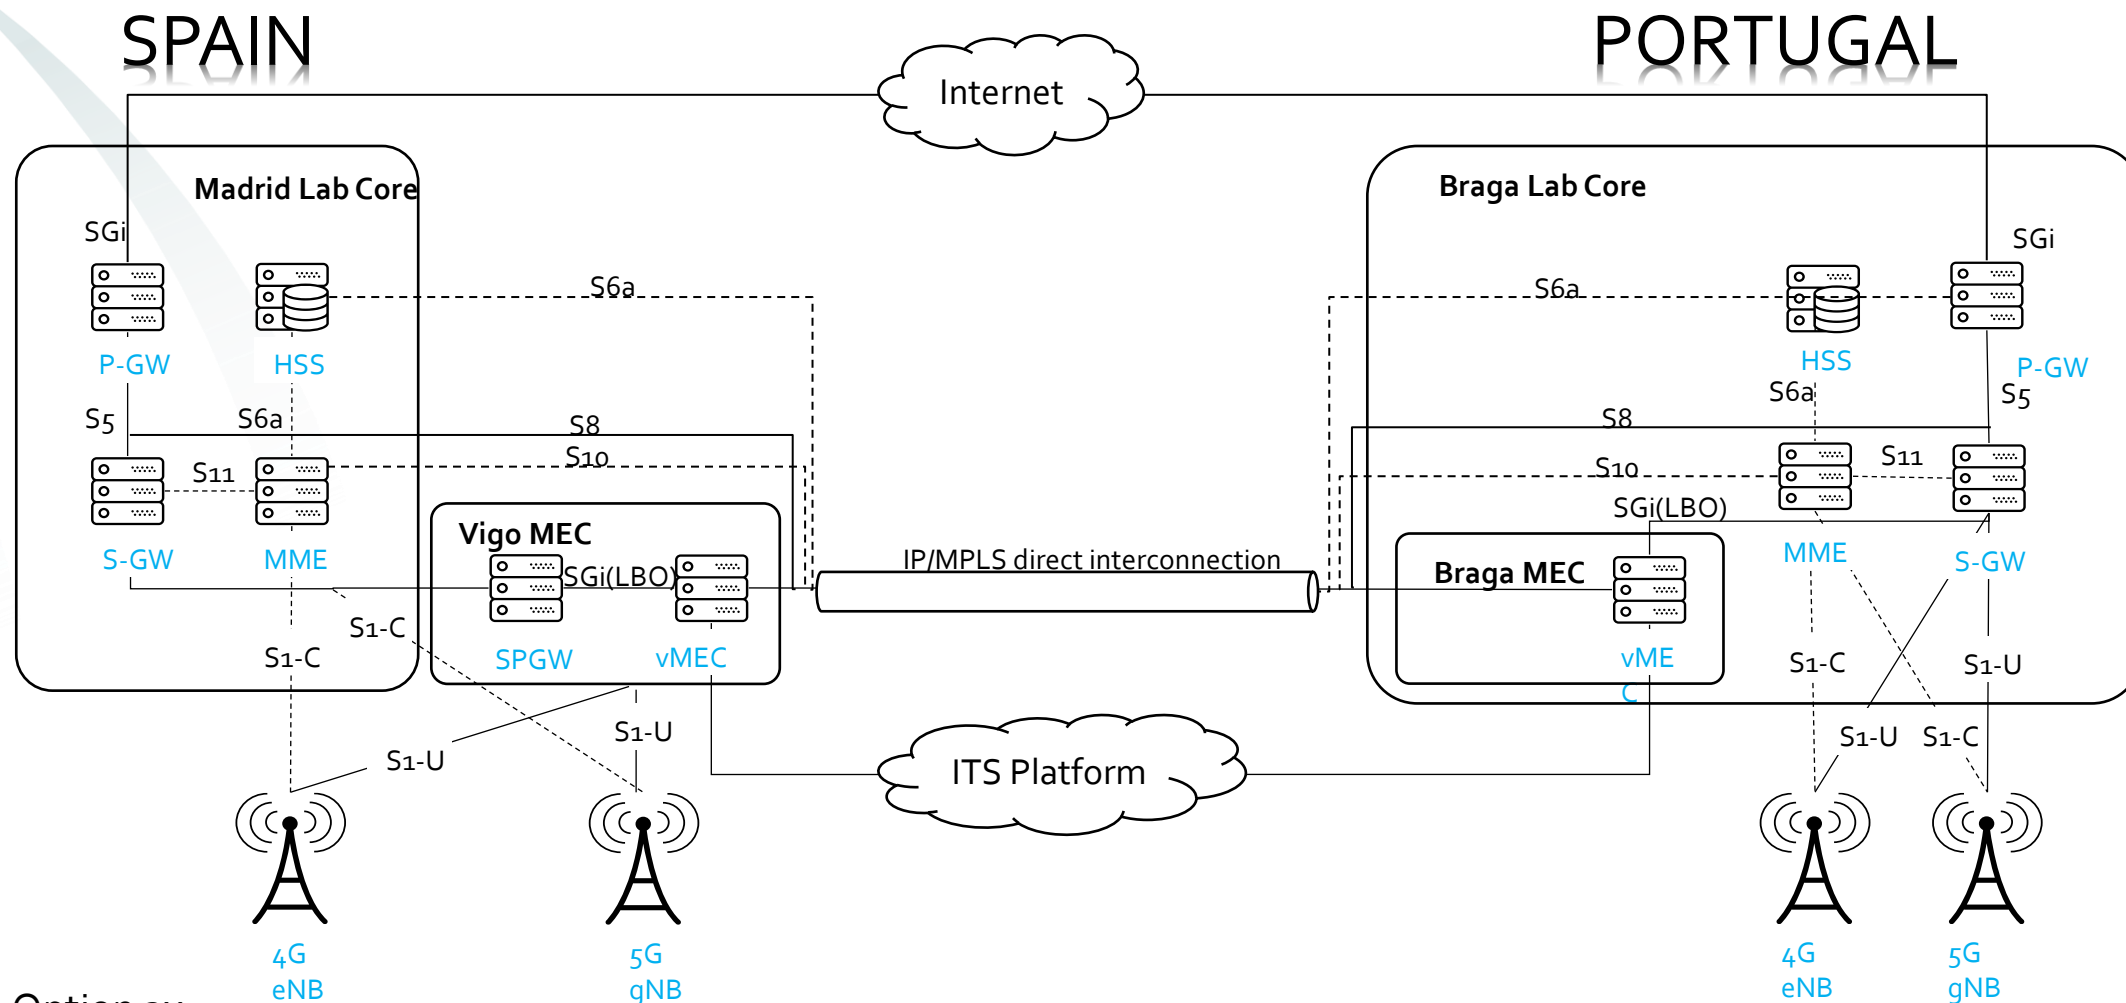 SPAIN
PORTUGAL
Internet
Madrid Lab Core
Braga Lab Core
SGi
SGi
S6a
S6a
P-GW
HSS
HSS
P-GW
S5
S6a
S8
S10
S6a
S5
S8
S10
S11
S11
SGi(LBO)
Vigo MEC
S-GW
MME
SGi(LBO)
IP/MPLS direct interconnection
Braga MEC
MME
S-GW
S1-C
S1-C
SPGW
vMEC
vME
C
S1-C
S1-U
S1-U
S1-U
ITS Platform
S1-U
S1-C
4G
eNB
5G
gNB
4G
eNB
5G
gNB